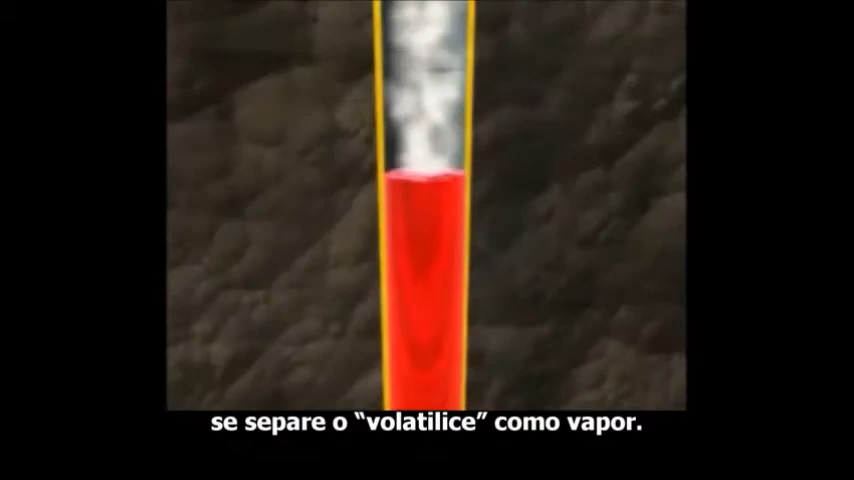 se separe o “volatilice” como vapor.